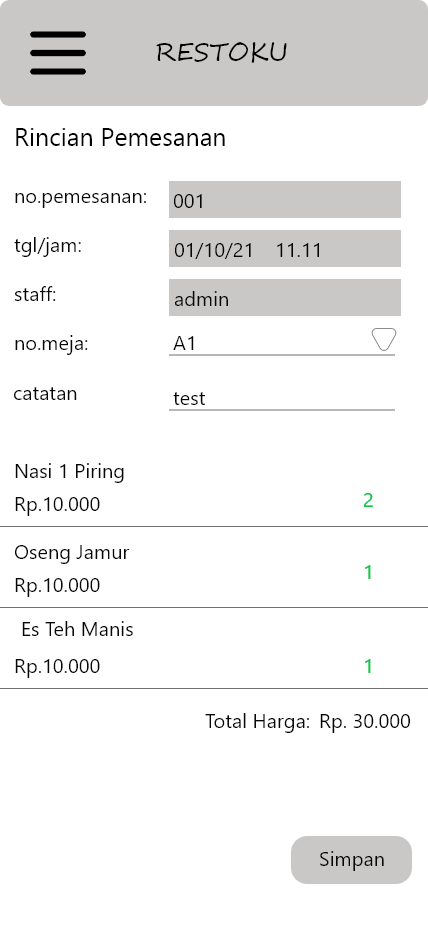 RESTOKU
Rincian Pemesanan
no.pemesanan: 001
tgl/jam: 01/10/21 11.11
staff: admin
no.meja: A1
catatan test
Nasi 1 Piring
Rp.10.000 2
Oseng Jamur
Rp.10.000 1
Es Teh Manis
Rp.10.000 1
Total Harga: Rp. 30.000
Simpan